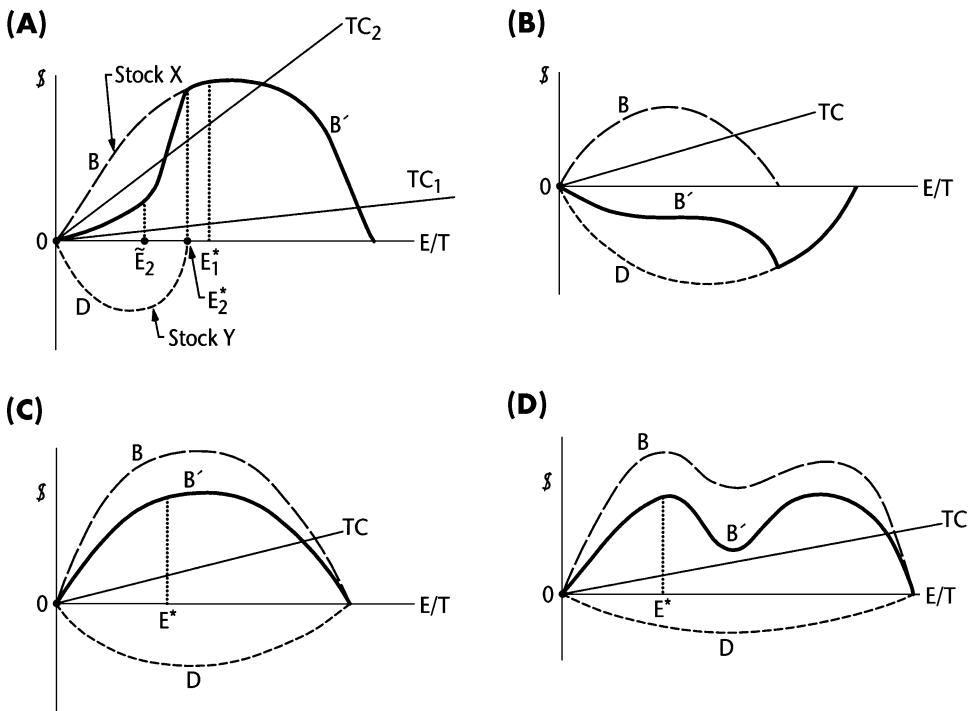 (A)
TC₂
$
Stock X
B
B´
TC₁
0
E/T
Ẽ₂
E₁*
E₂*
D
Stock Y
(B)
$
B
TC
0
E/T
B´
D
(C)
B
$
B´
TC
0
E/T
E*
D
(D)
B
$
B´
TC
0
E/T
E*
D